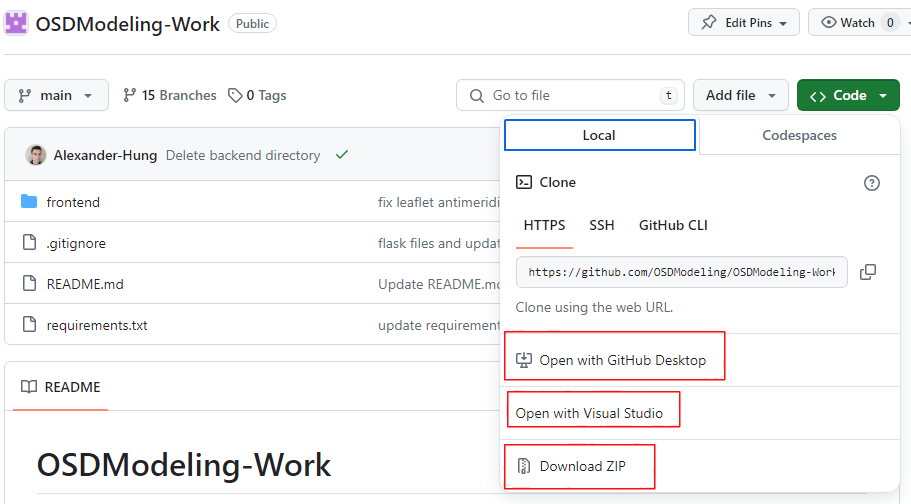 OSDModeling-Work Public Edit Pins Watch 0
main 15 Branches 0 Tags Go to file t Add file <> Code
Local Codespaces
Alexander-Hung Delete backend directory
Clone
frontend fix leaflet antimeridi
HTTPS SSH GitHub CLI
.gitignore flask files and updat
https://github.com/OSDModeling/OSDModeling-Work
README.md Update README.md
Clone using the web URL.
requirements.txt update requirement
Open with GitHub Desktop
README
Open with Visual Studio
OSDModeling-Work
Download ZIP